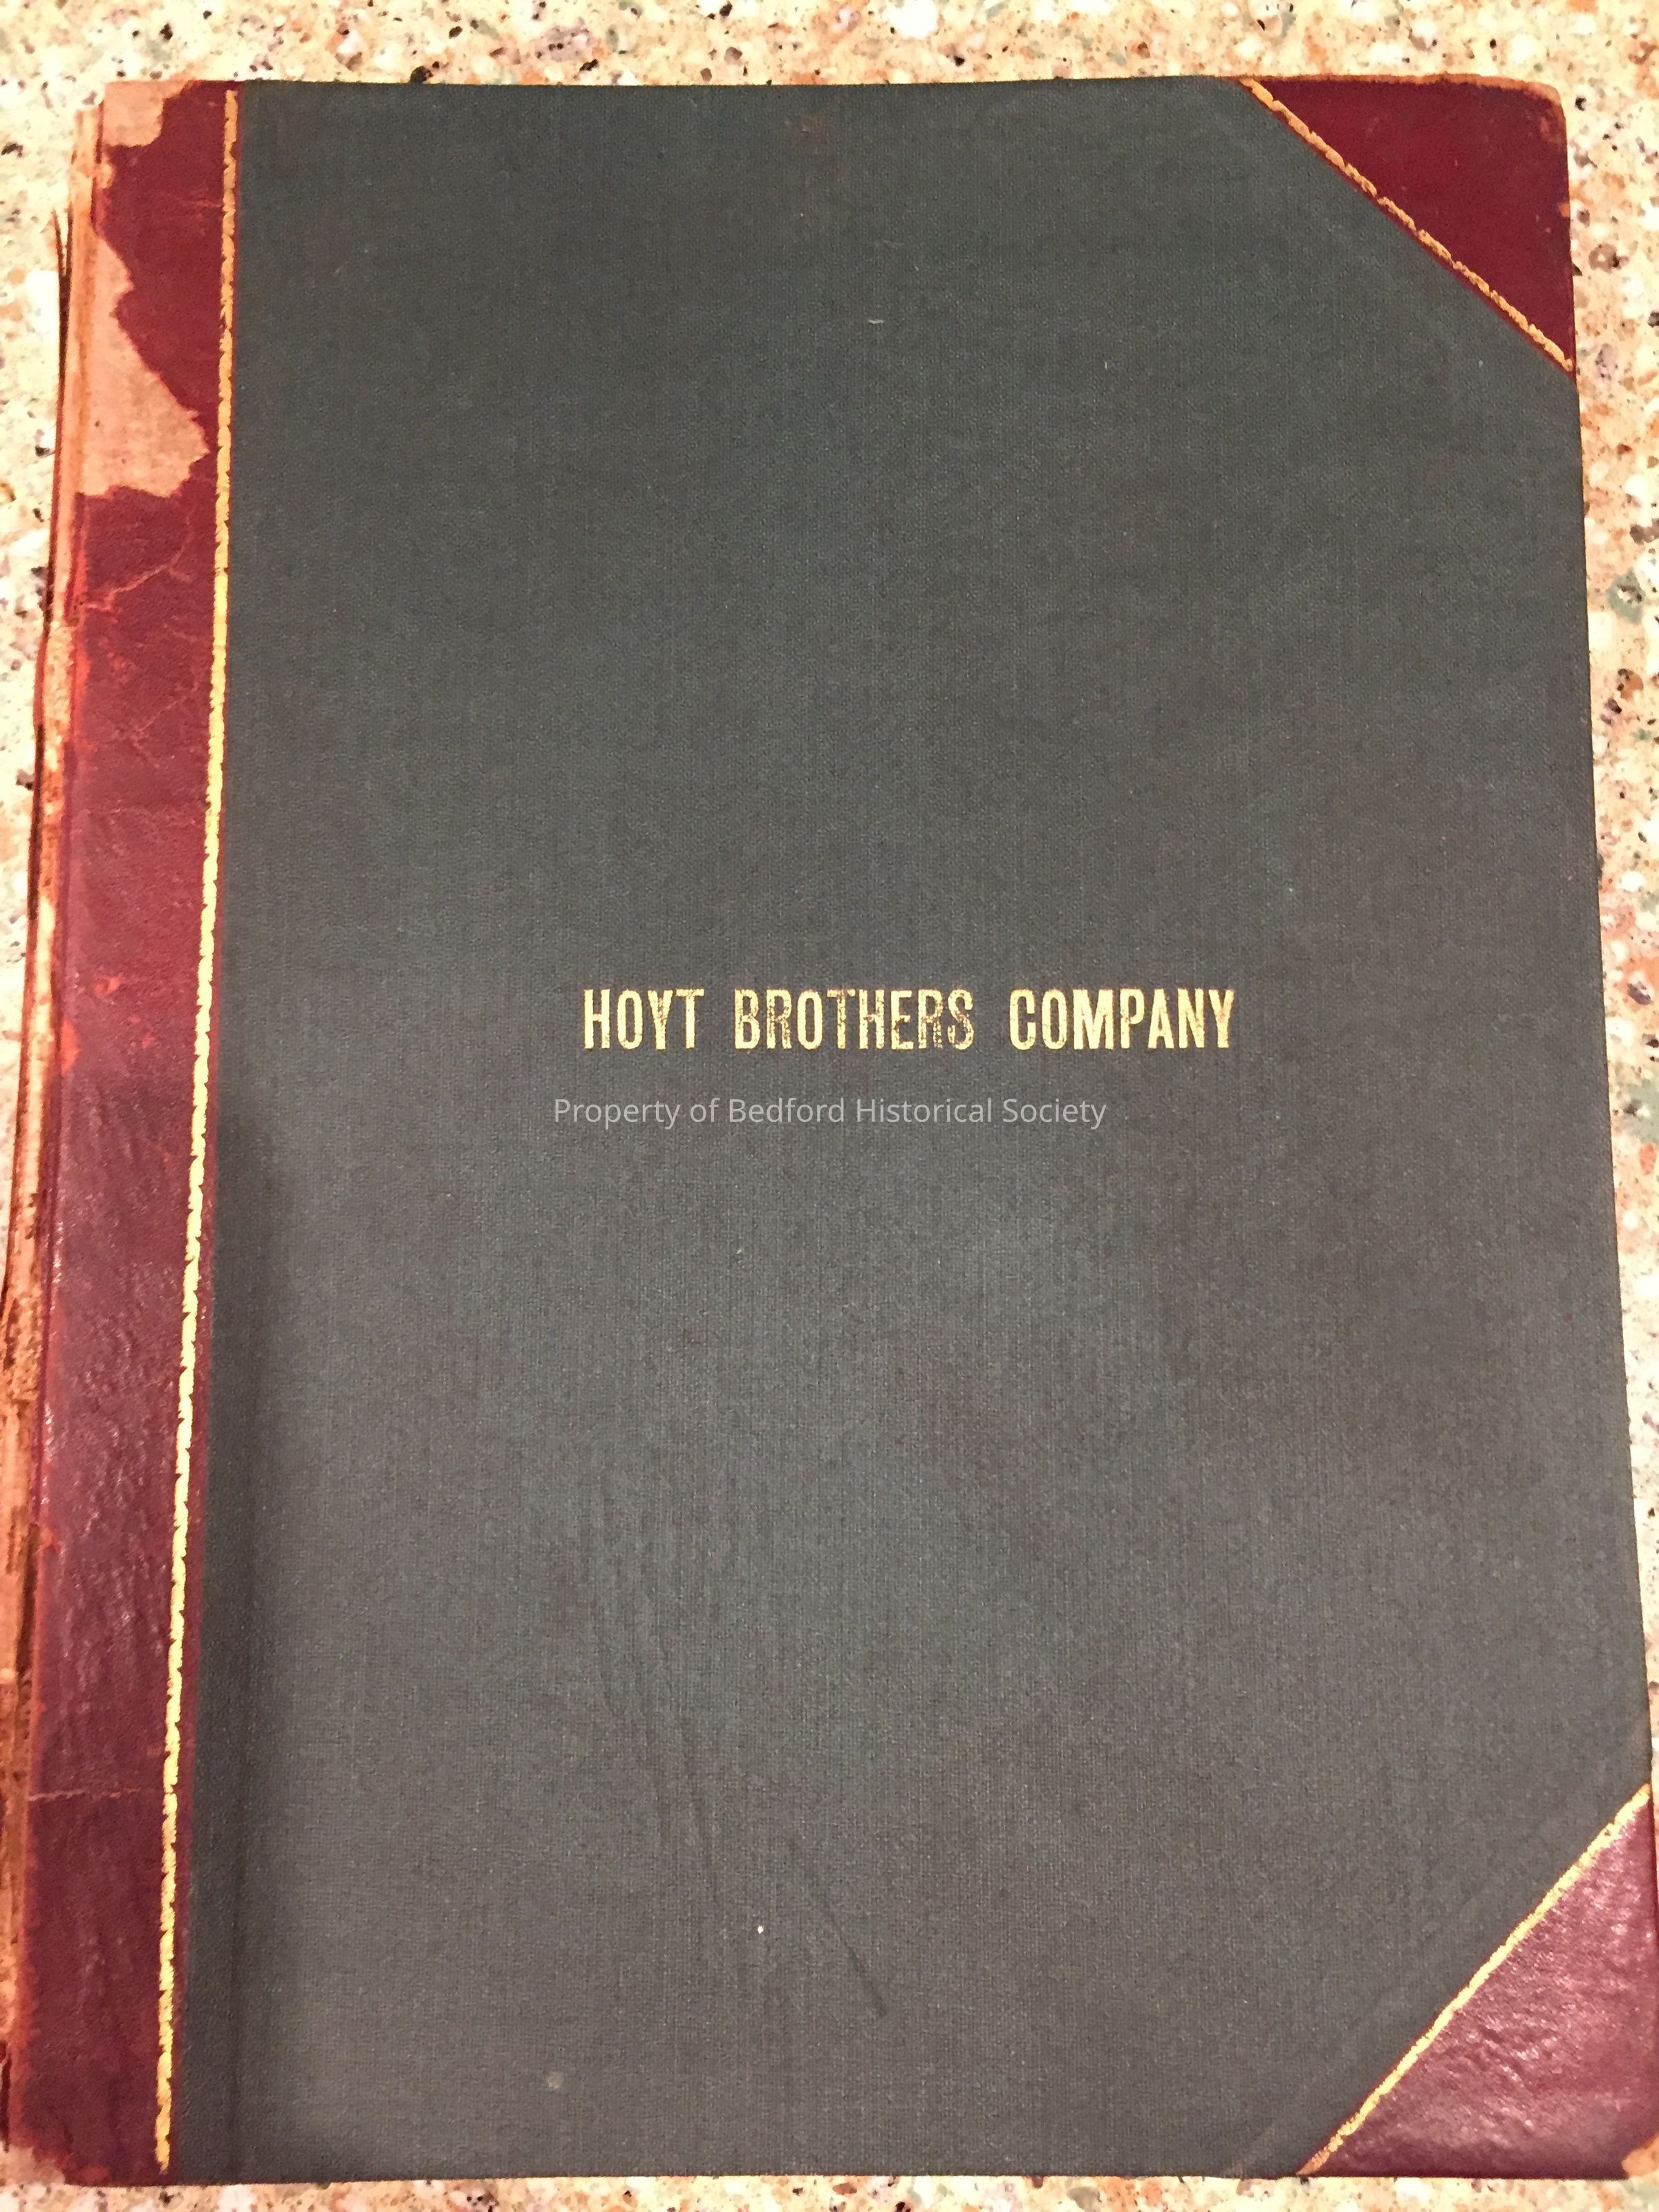 HOYT BROTHERS COMPANY
Property of Bedford Historical Society